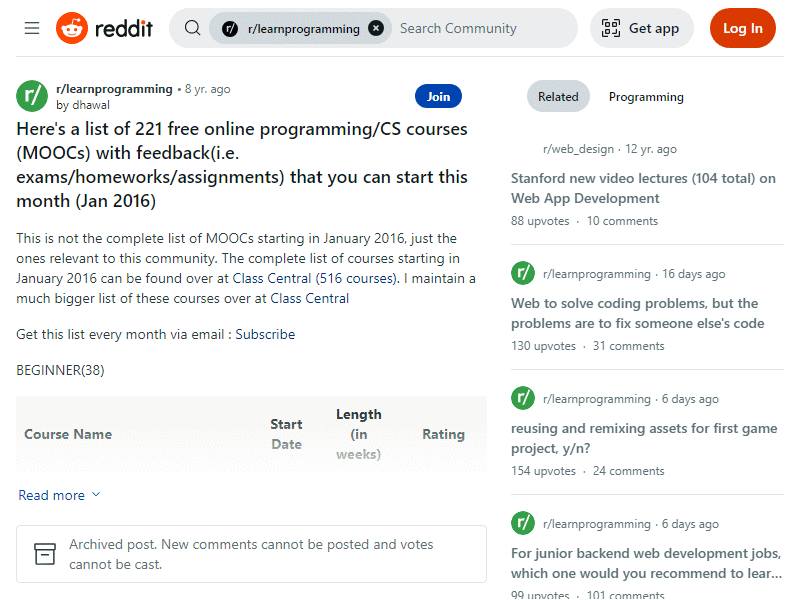 reddit
r/
r/learnprogramming
Search Community
Get app
Log In
r/
r/learnprogramming • 8 yr. ago
by dhawal
Join
Here's a list of 221 free online programming/CS courses
(MOOCs) with feedback(i.e.
exams/homeworks/assignments) that you can start this
month (Jan 2016)
This is not the complete list of MOOCs starting in January 2016, just the
ones relevant to this community. The complete list of courses starting in
January 2016 can be found over at Class Central (516 courses). I maintain a
much bigger list of these courses over at Class Central
Get this list every month via email : Subscribe
BEGINNER(38)
Course Name
Start
Date
Length
(in
weeks)
Rating
Read more
Archived post. New comments cannot be posted and votes
cannot be cast.
Related
Programming
r/web_design · 12 yr. ago
Stanford new video lectures (104 total) on
Web App Development
88 upvotes · 10 comments
r/
r/learnprogramming · 16 days ago
Web to solve coding problems, but the
problems are to fix someone else's code
130 upvotes · 31 comments
r/
r/learnprogramming · 6 days ago
reusing and remixing assets for first game
project, y/n?
154 upvotes · 24 comments
r/
r/learnprogramming · 6 days ago
For junior backend web development jobs,
which one would you recommend to lear...
99 upvotes · 101 comments